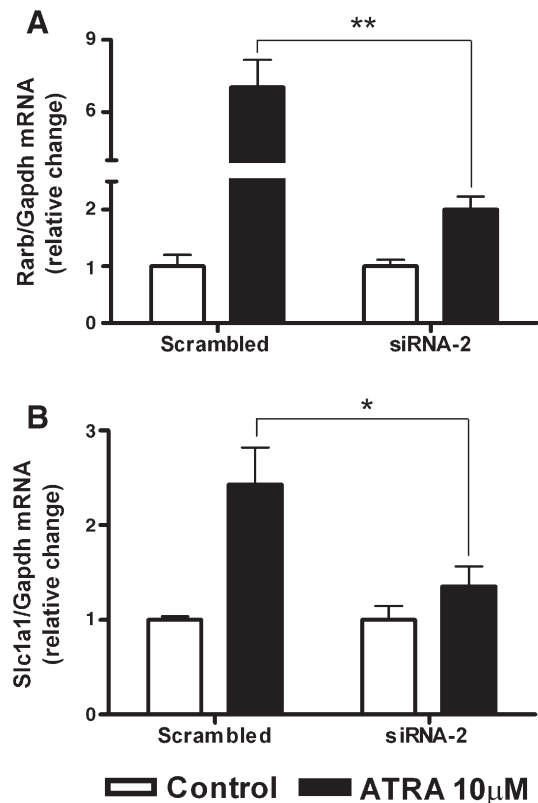 A
Rarb/Gapdh mRNA
(relative change)
9
6
2
1
0
**
Scrambled
siRNA-2
B
Slc1a1/Gapdh mRNA
(relative change)
3
2
1
0
*
Scrambled
siRNA-2
Control
ATRA 10μM